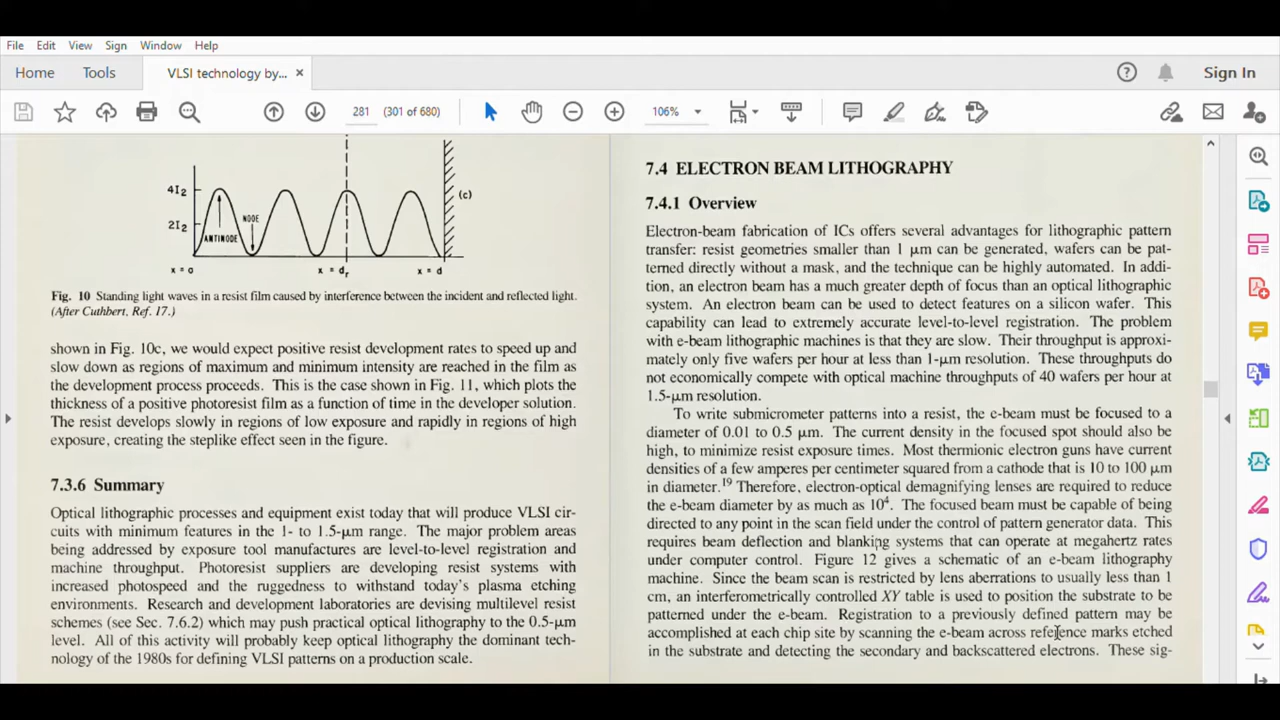 File Edit View Sign Window Help
Home Tools VLSI technology by... × Sign In
281 (301 of 680) 106%
4I₂
2I₂
ANTINODE
NODE
(c)
x = o x = dᵣ x = d
Fig. 10 Standing light waves in a resist film caused by interference between the incident and reflected light.
(After Cuthbert, Ref. 17.)
shown in Fig. 10c, we would expect positive resist development rates to speed up and
slow down as regions of maximum and minimum intensity are reached in the film as
the development process proceeds. This is the case shown in Fig. 11, which plots the
thickness of a positive photoresist film as a function of time in the developer solution.
The resist develops slowly in regions of low exposure and rapidly in regions of high
exposure, creating the steplike effect seen in the figure.
7.3.6 Summary
Optical lithographic processes and equipment exist today that will produce VLSI cir-
cuits with minimum features in the 1- to 1.5-μm range. The major problem areas
being addressed by exposure tool manufactures are level-to-level registration and
machine throughput. Photoresist suppliers are developing resist systems with
increased photospeed and the ruggedness to withstand today's plasma etching
environments. Research and development laboratories are devising multilevel resist
schemes (see Sec. 7.6.2) which may push practical optical lithography to the 0.5-μm
level. All of this activity will probably keep optical lithography the dominant tech-
nology of the 1980s for defining VLSI patterns on a production scale.
7.4 ELECTRON BEAM LITHOGRAPHY
7.4.1 Overview
Electron-beam fabrication of ICs offers several advantages for lithographic pattern
transfer: resist geometries smaller than 1 μm can be generated, wafers can be pat-
terned directly without a mask, and the technique can be highly automated. In addi-
tion, an electron beam has a much greater depth of focus than an optical lithographic
system. An electron beam can be used to detect features on a silicon wafer. This
capability can lead to extremely accurate level-to-level registration. The problem
with e-beam lithographic machines is that they are slow. Their throughput is approxi-
mately only five wafers per hour at less than 1-μm resolution. These throughputs do
not economically compete with optical machine throughputs of 40 wafers per hour at
1.5-μm resolution.
To write submicrometer patterns into a resist, the e-beam must be focused to a
diameter of 0.01 to 0.5 μm. The current density in the focused spot should also be
high, to minimize resist exposure times. Most thermionic electron guns have current
densities of a few amperes per centimeter squared from a cathode that is 10 to 100 μm
in diameter.¹⁹ Therefore, electron-optical demagnifying lenses are required to reduce
the e-beam diameter by as much as 10⁴. The focused beam must be capable of being
directed to any point in the scan field under the control of pattern generator data. This
requires beam deflection and blanking systems that can operate at megahertz rates
under computer control. Figure 12 gives a schematic of an e-beam lithography
machine. Since the beam scan is restricted by lens aberrations to usually less than 1
cm, an interferometrically controlled XY table is used to position the substrate to be
patterned under the e-beam. Registration to a previously defined pattern may be
accomplished at each chip site by scanning the e-beam across reference marks etched
in the substrate and detecting the secondary and backscattered electrons. These sig-